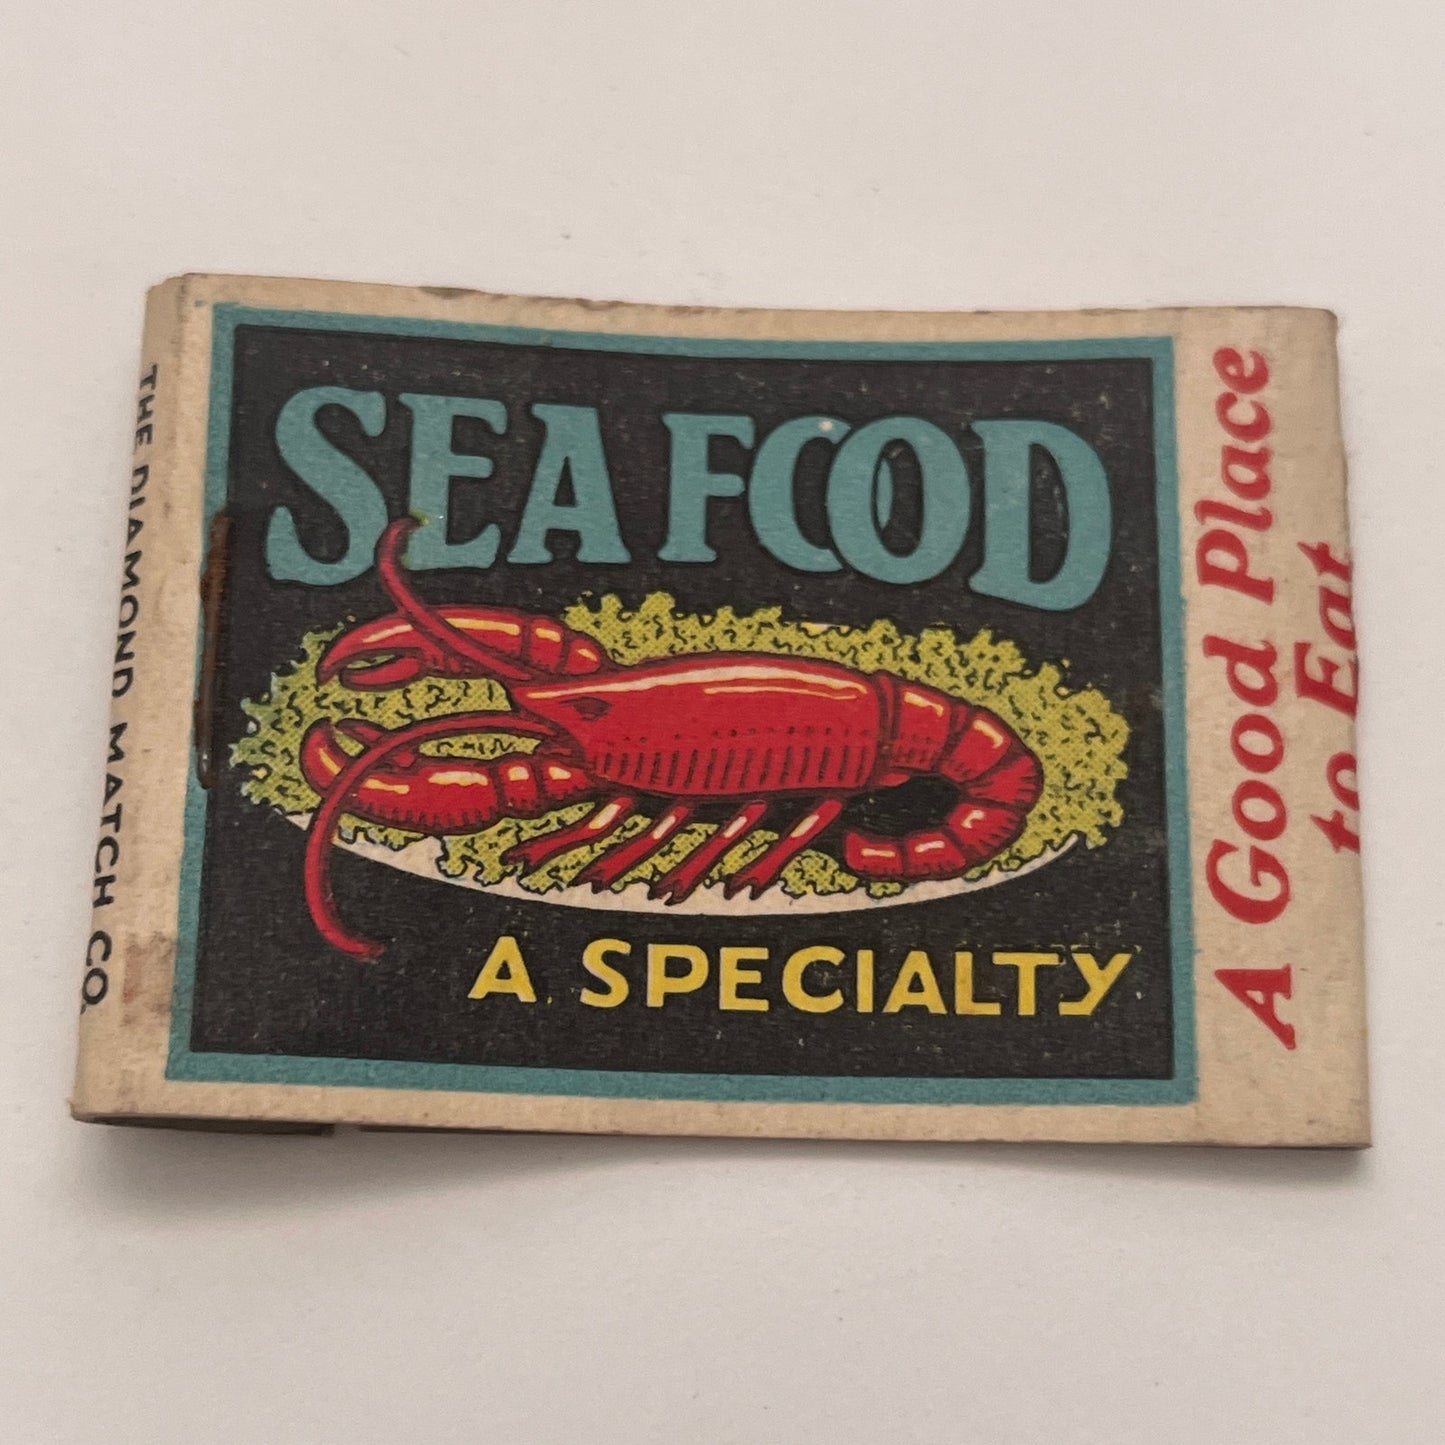 SEA FOOD
A SPECIALTY
A Good Place
to Eat
THE DIAMOND MATCH CO.